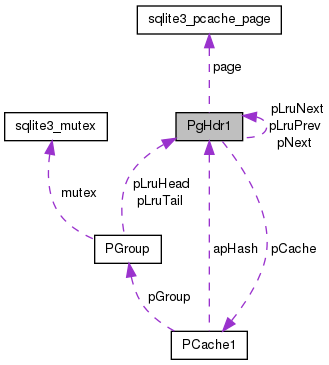 sqlite3_pcache_page
page
pLruNext
pLruPrev
pNext
sqlite3_mutex
PgHdr1
mutex
pLruHead
pLruTail
PGroup
apHash
pCache
pGroup
PCache1